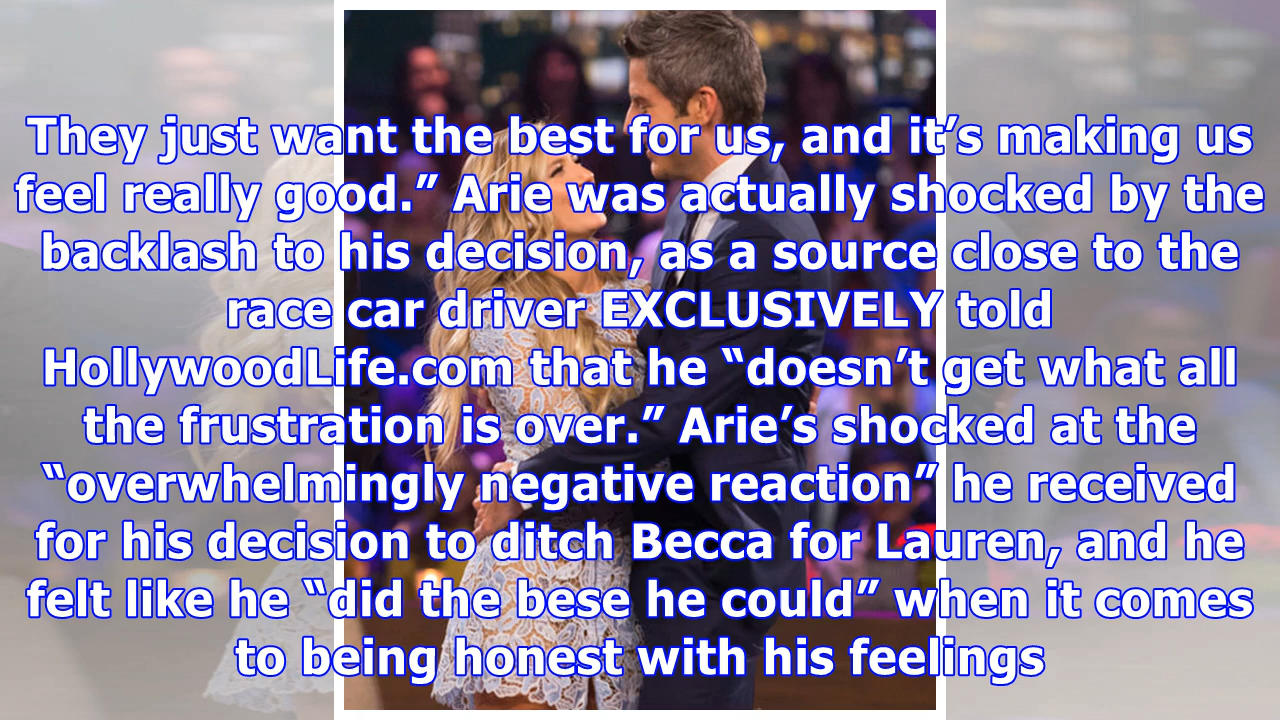 They just want the best for us, and it’s making us
feel really good.” Arie was actually shocked by the
backlash to his decision, as a source close to the
race car driver EXCLUSIVELY told
HollywoodLife.com that he “doesn’t get what all
the frustration is over.” Arie’s shocked at the
“overwhelmingly negative reaction” he received
for his decision to ditch Becca for Lauren, and he
felt like he “did the bese he could” when it comes
to being honest with his feelings